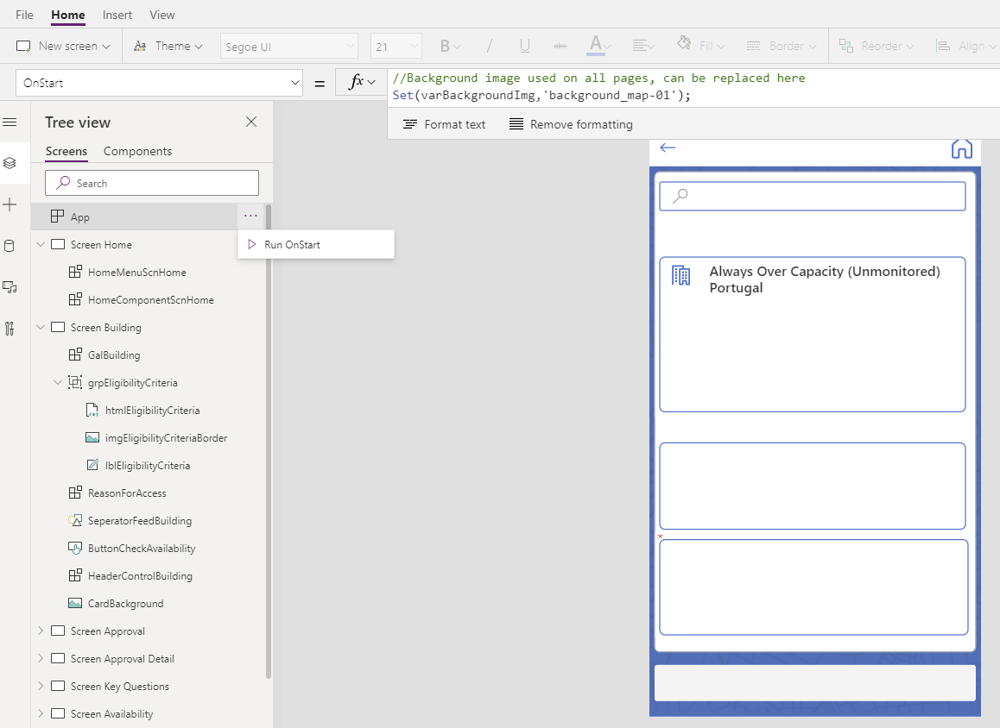 File Home Insert View
New screen Theme Segoe UI 21 B / U abc A Fill Border Reorder Align
OnStart = fx //Background image used on all pages, can be replaced here
Set(varBackgroundImg,'background_map-01');
Format text Remove formatting
Tree view
Screens Components
Search
App
Run OnStart
Screen Home
HomeMenuScnHome
HomeComponentScnHome
Screen Building
GalBuilding
grpEligibilityCriteria
htmlEligibilityCriteria
imgEligibilityCriteriaBorder
lblEligibilityCriteria
ReasonForAccess
SeperatorFeedBuilding
ButtonCheckAvailability
HeaderControlBuilding
CardBackground
Screen Approval
Screen Approval Detail
Screen Key Questions
Screen Availability
Always Over Capacity (Unmonitored)
Portugal
*